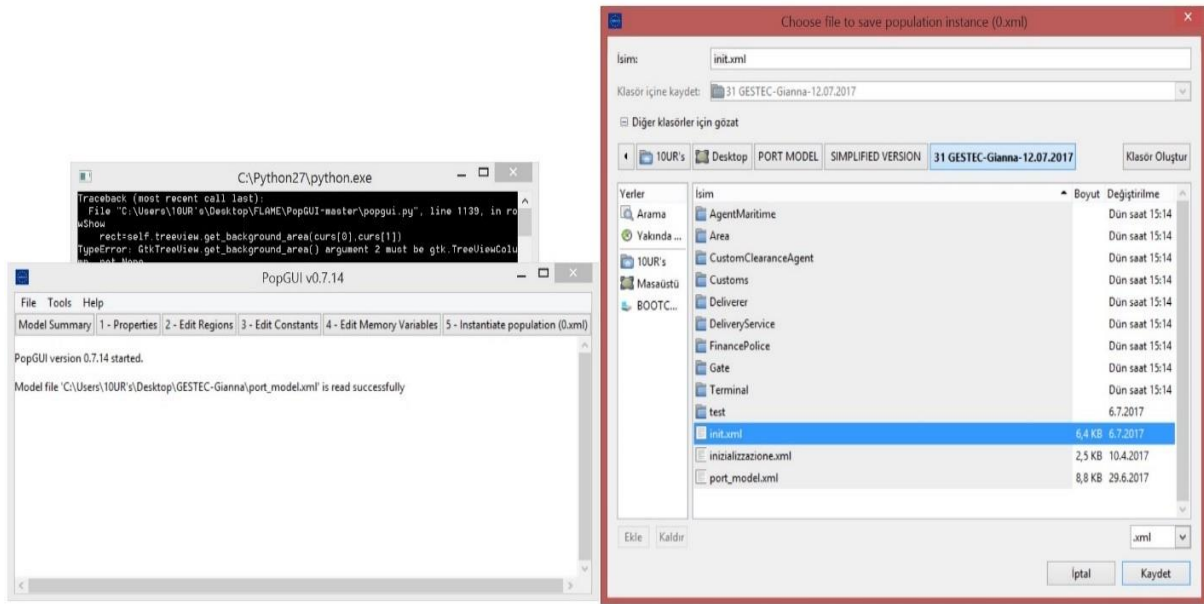 C:\Python27\python.exe
Traceback (most recent call last):
File "C:\Users\10UR's\Desktop\FLAME\PopGUI-master\popgui.py", line 1139, in ro
wShow
rect=self.treeview.get_background_area(curs[0],curs[1])
TypeError: GtkTreeView.get_background_area() argument 2 must be gtk.TreeViewColu
mn, not None
PopGUI v0.7.14
File Tools Help
Model Summary 1 - Properties 2 - Edit Regions 3 - Edit Constants 4 - Edit Memory Variables 5 - Instantiate population (0.xml)
PopGUI version 0.7.14 started.
Model file 'C:\Users\10UR's\Desktop\GESTEC-Gianna\port_model.xml' is read successfully
Choose file to save population instance (0.xml)
İsim: init.xml
Klasör içine kaydet: 31 GESTEC-Gianna-12.07.2017
Diğer klasörler için gözat
10UR's Desktop PORT MODEL SIMPLIFIED VERSION 31 GESTEC-Gianna-12.07.2017 Klasör Oluştur
Yerler
Arama
Yakında ...
10UR's
Masaüstü
BOOTC...
İsim Boyut Değiştirilme
AgentMaritime Dün saat 15:14
Area Dün saat 15:14
CustomClearanceAgent Dün saat 15:14
Customs Dün saat 15:14
Deliverer Dün saat 15:14
DeliveryService Dün saat 15:14
FinancePolice Dün saat 15:14
Gate Dün saat 15:14
Terminal Dün saat 15:14
test 6.7.2017
init.xml 6,4 KB 6.7.2017
inizializzazione.xml 2,5 KB 10.4.2017
port_model.xml 8,8 KB 29.6.2017
Ekle Kaldır .xml
İptal Kaydet